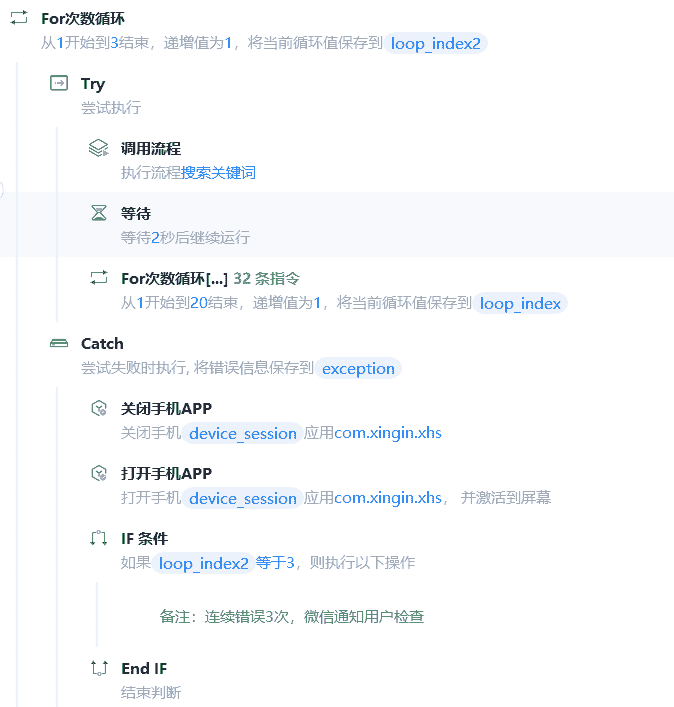 For次数循环
从1开始到3结束，递增值为1，将当前循环值保存到 loop_index2
Try
尝试执行
调用流程
执行流程搜索关键词
等待
等待2秒后继续运行
For次数循环[...] 32 条指令
从1开始到20结束，递增值为1，将当前循环值保存到 loop_index
Catch
尝试失败时执行, 将错误信息保存到 exception
关闭手机APP
关闭手机 device_session 应用com.xingin.xhs
打开手机APP
打开手机 device_session 应用com.xingin.xhs， 并激活到屏幕
IF 条件
如果 loop_index2 等于3，则执行以下操作
备注：连续错误3次，微信通知用户检查
End IF
结束判断